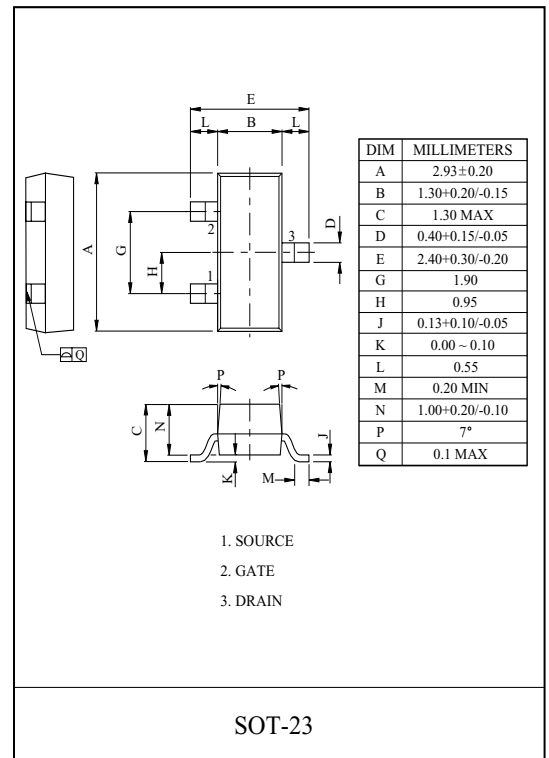 E
L B L
A
G
H
2
1
3
D
D Q
P P
C
N
K
M
J
DIM MILLIMETERS
A 2.93±0.20
B 1.30+0.20/-0.15
C 1.30 MAX
D 0.40+0.15/-0.05
E 2.40+0.30/-0.20
G 1.90
H 0.95
J 0.13+0.10/-0.05
K 0.00 ~ 0.10
L 0.55
M 0.20 MIN
N 1.00+0.20/-0.10
P 7°
Q 0.1 MAX
1. SOURCE
2. GATE
3. DRAIN
SOT-23